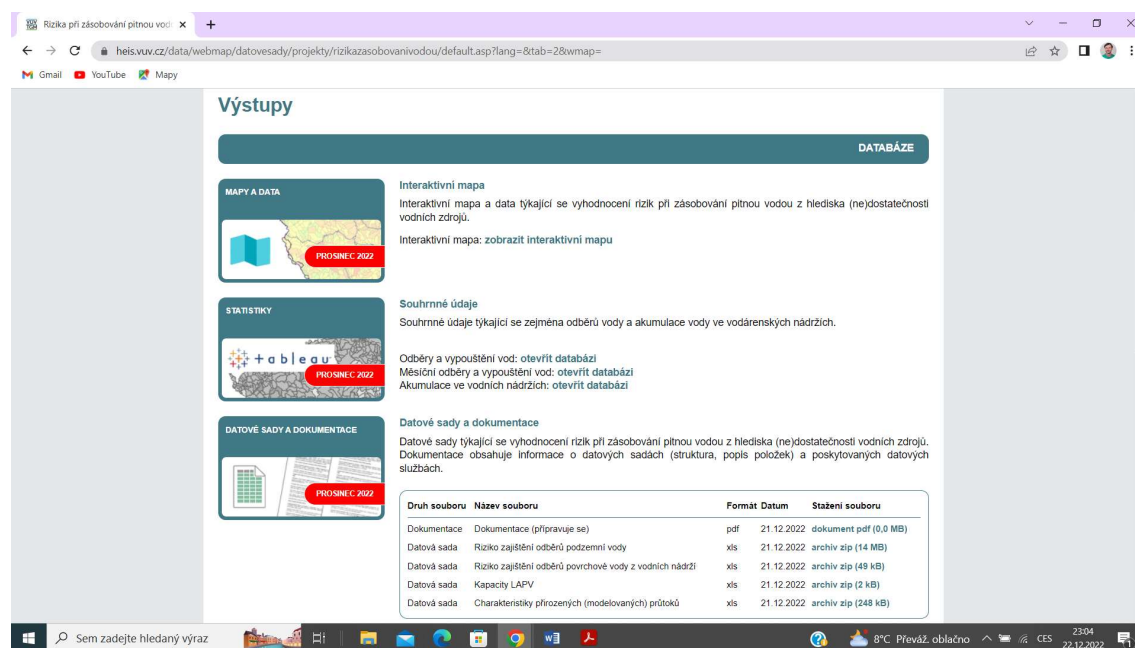 Rizika při zásobování pitnou vod
heis.vuv.cz/data/webmap/datovesady/projekty/rizikazasobovanivodou/default.asp?lang=&tab=2&wmap=
Gmail YouTube Mapy
Výstupy
DATABÁZE
MAPY A DATA
PROSINEC 2022
Interaktivní mapa
Interaktivní mapa a data týkající se vyhodnocení rizik při zásobování pitnou vodou z hlediska (ne)dostatečnosti
vodních zdrojů.
Interaktivní mapa: zobrazit interaktivní mapu
STATISTIKY
+ a b l e a u
PROSINEC 2022
Souhrnné údaje
Souhrnné údaje týkající se zejména odběrů vody a akumulace vody ve vodárenských nádržích.
Odběry a vypouštění vod: otevřít databázi
Měsíční odběry a vypouštění vod: otevřít databázi
Akumulace ve vodních nádržích: otevřít databázi
DATOVÉ SADY A DOKUMENTACE
PROSINEC 2022
Datové sady a dokumentace
Datové sady týkající se vyhodnocení rizik při zásobování pitnou vodou z hlediska (ne)dostatečnosti vodních zdrojů.
Dokumentace obsahuje informace o datových sadách (struktura, popis položek) a poskytovaných datových
službách.
Druh souboru Název souboru Formát Datum Stažení souboru
Dokumentace Dokumentace (připravuje se) pdf 21.12.2022 dokument pdf (0,0 MB)
Datová sada Riziko zajištění odběrů podzemní vody xls 21.12.2022 archiv zip (14 MB)
Datová sada Riziko zajištění odběrů povrchové vody z vodních nádrží xls 21.12.2022 archiv zip (49 kB)
Datová sada Kapacity LAPV xls 21.12.2022 archiv zip (2 kB)
Datová sada Charakteristiky přirozených (modelovaných) průtoků xls 21.12.2022 archiv zip (248 kB)
Sem zadejte hledaný výraz 8°C Převáž. oblačno CES 23:04
22.12.2022